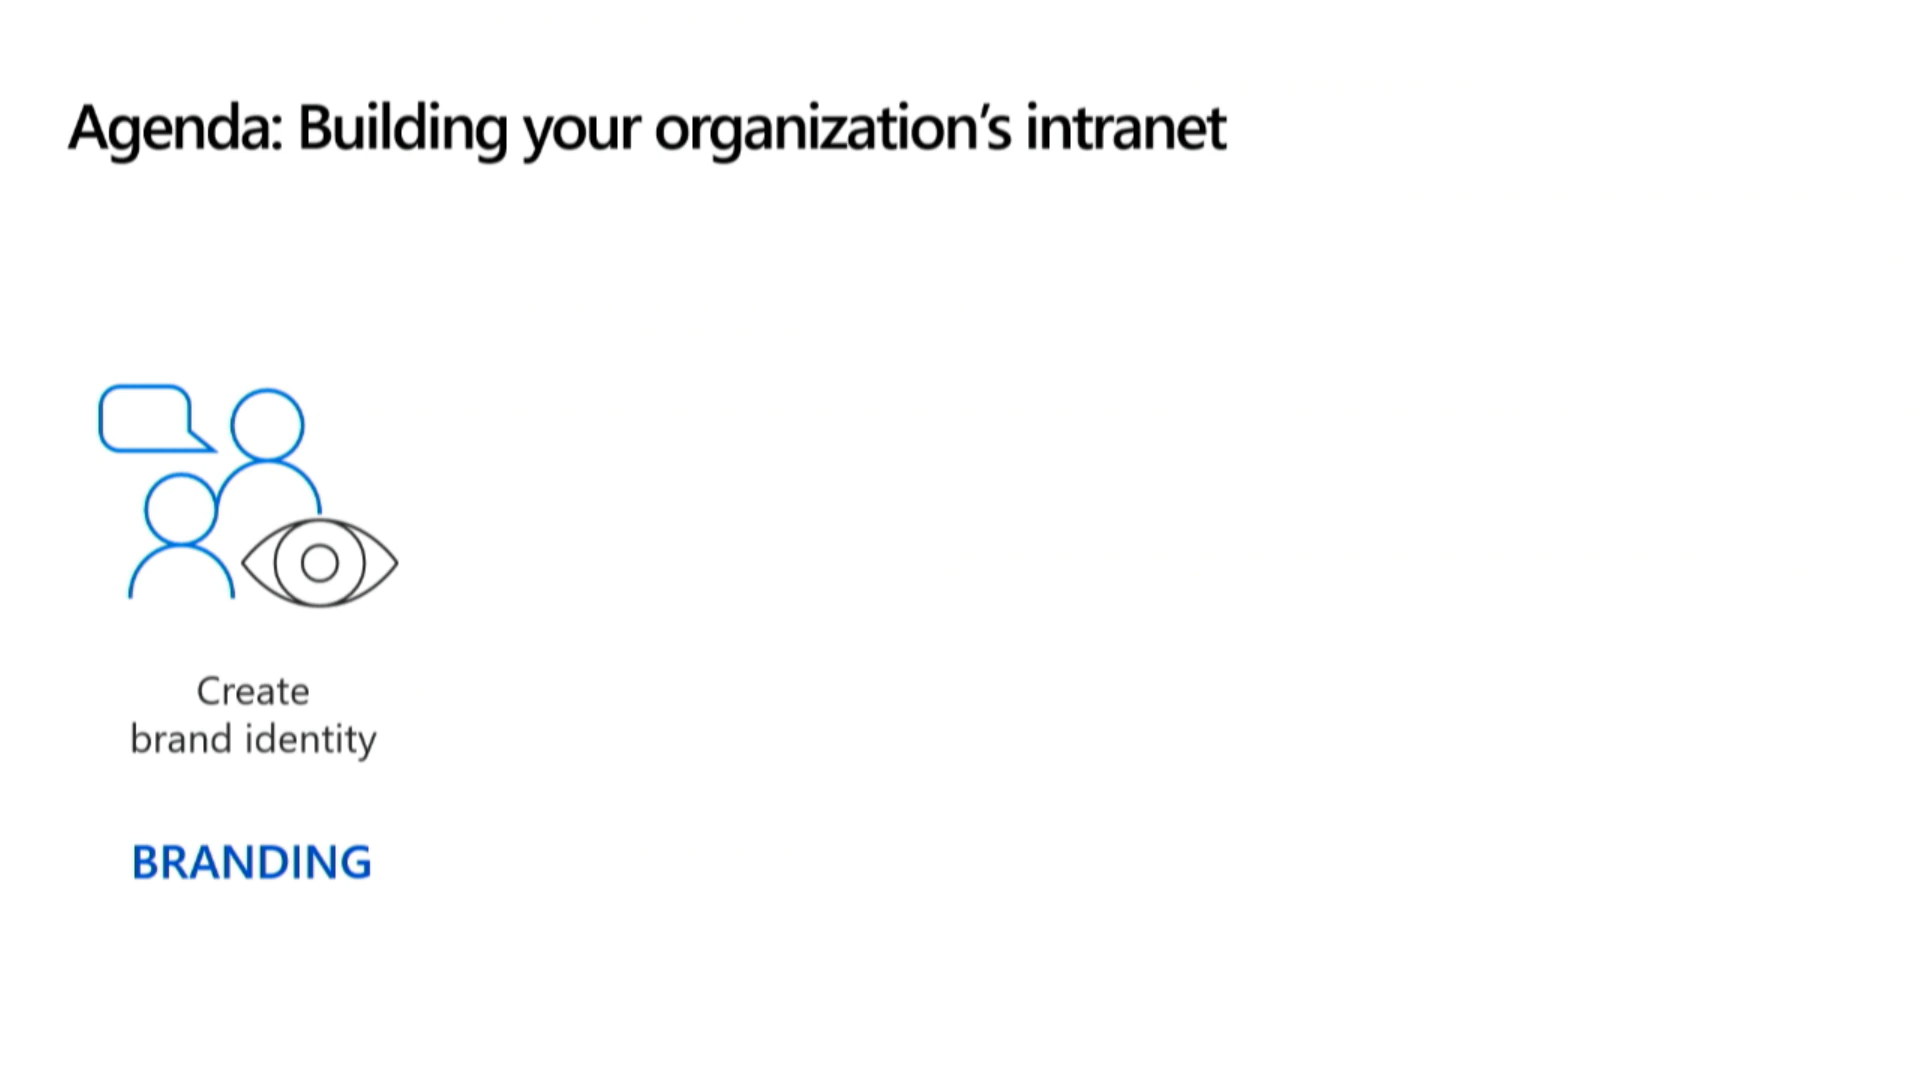 Agenda: Building your organization’s intranet
Create
brand identity
BRANDING